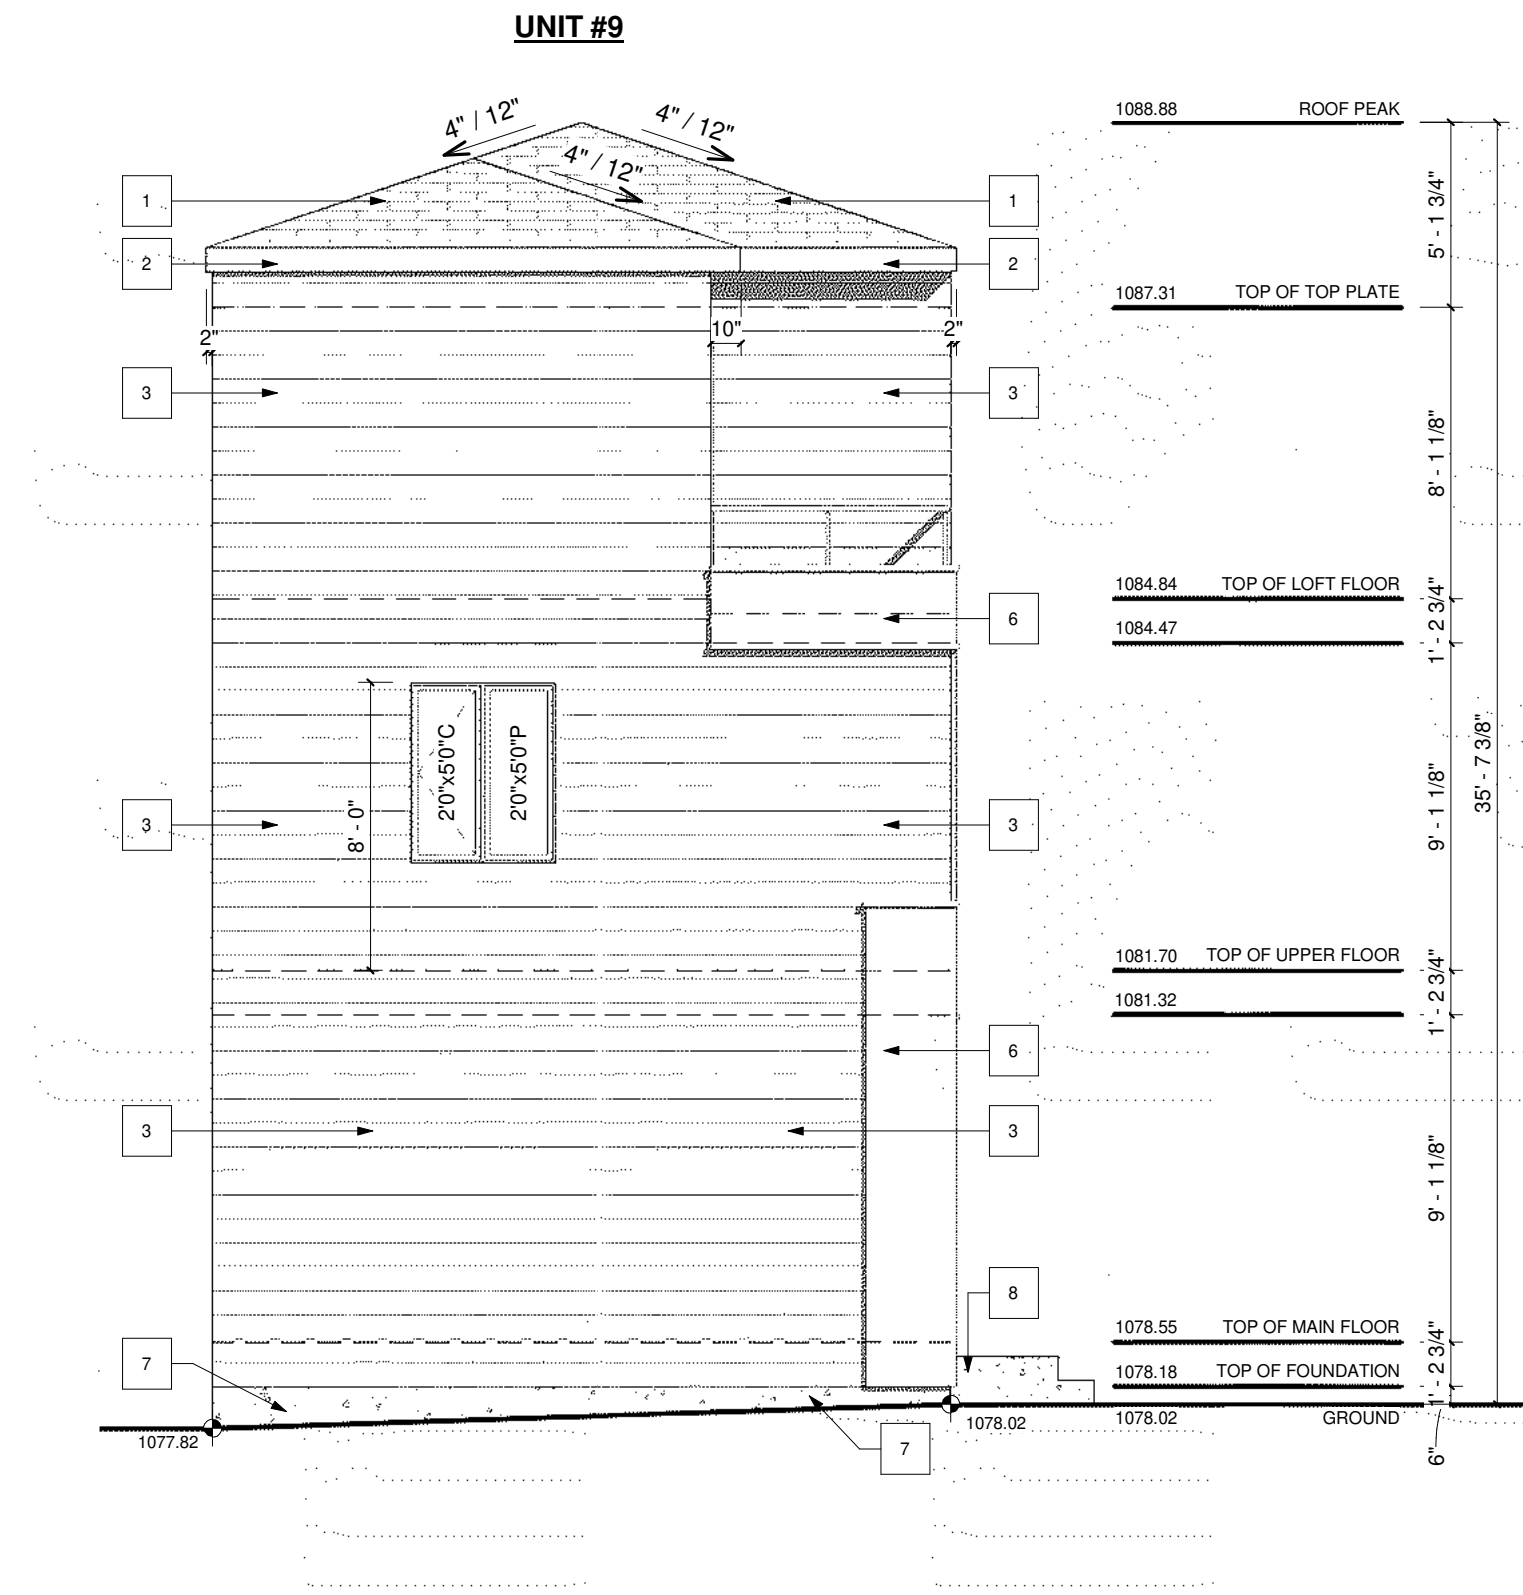 UNIT #9
4" / 12"
4" / 12"
4" / 12"
1088.88 ROOF PEAK
1
1
5' - 1 3/4"
2
2
1087.31 TOP OF TOP PLATE
2"
10"
2"
3
3
8' - 1 1/8"
1084.84 TOP OF LOFT FLOOR
6
1084.47
1' - 2 3/4"
2'0"x5'0"C
2'0"x5'0"P
35' - 7 3/8"
8' - 0"
3
3
9' - 1 1/8"
1081.70 TOP OF UPPER FLOOR
1081.32
1' - 2 3/4"
6
3
3
9' - 1 1/8"
8
1078.55 TOP OF MAIN FLOOR
7
1078.18 TOP OF FOUNDATION
1' - 2 3/4"
1077.82
1078.02
1078.02 GROUND
7
6"